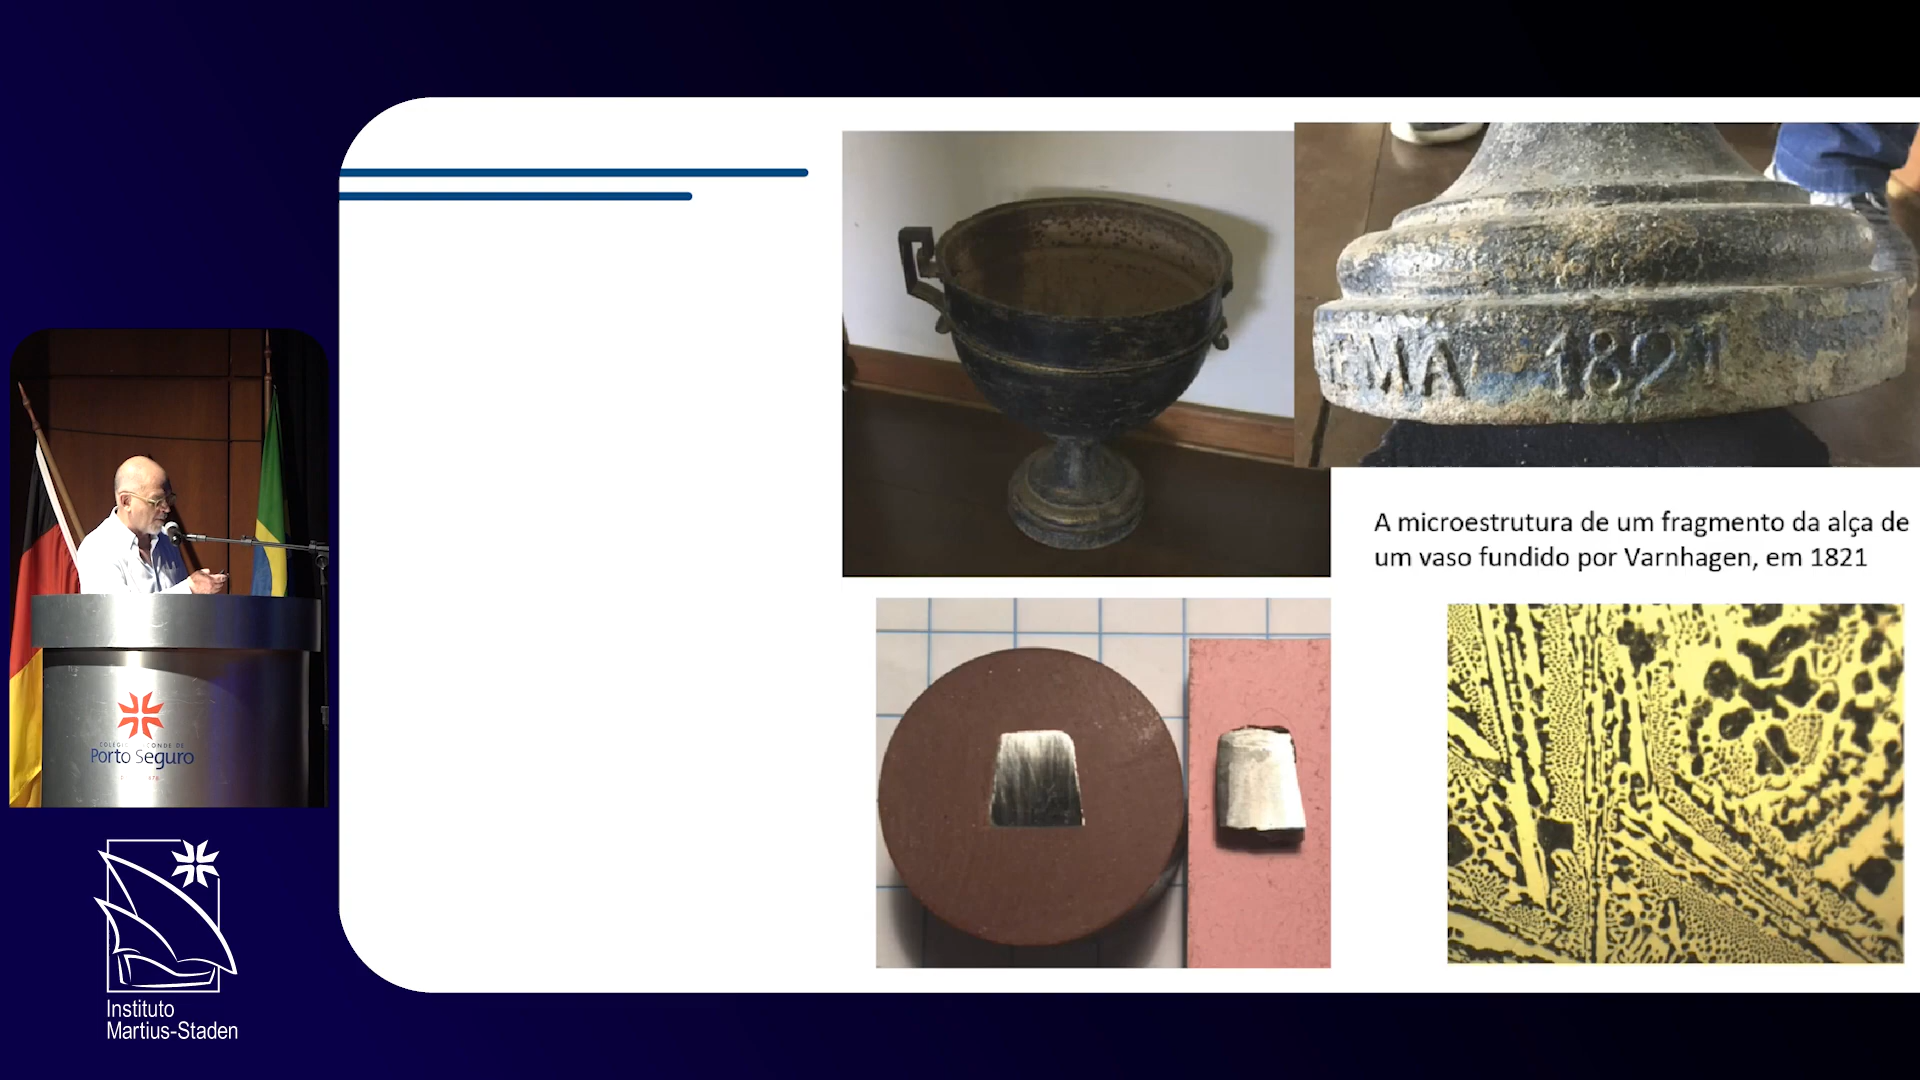 EMA 1821
A microestrutura de um fragmento da alça de
um vaso fundido por Varnhagen, em 1821
Porto Seguro
Instituto
Martius-Staden